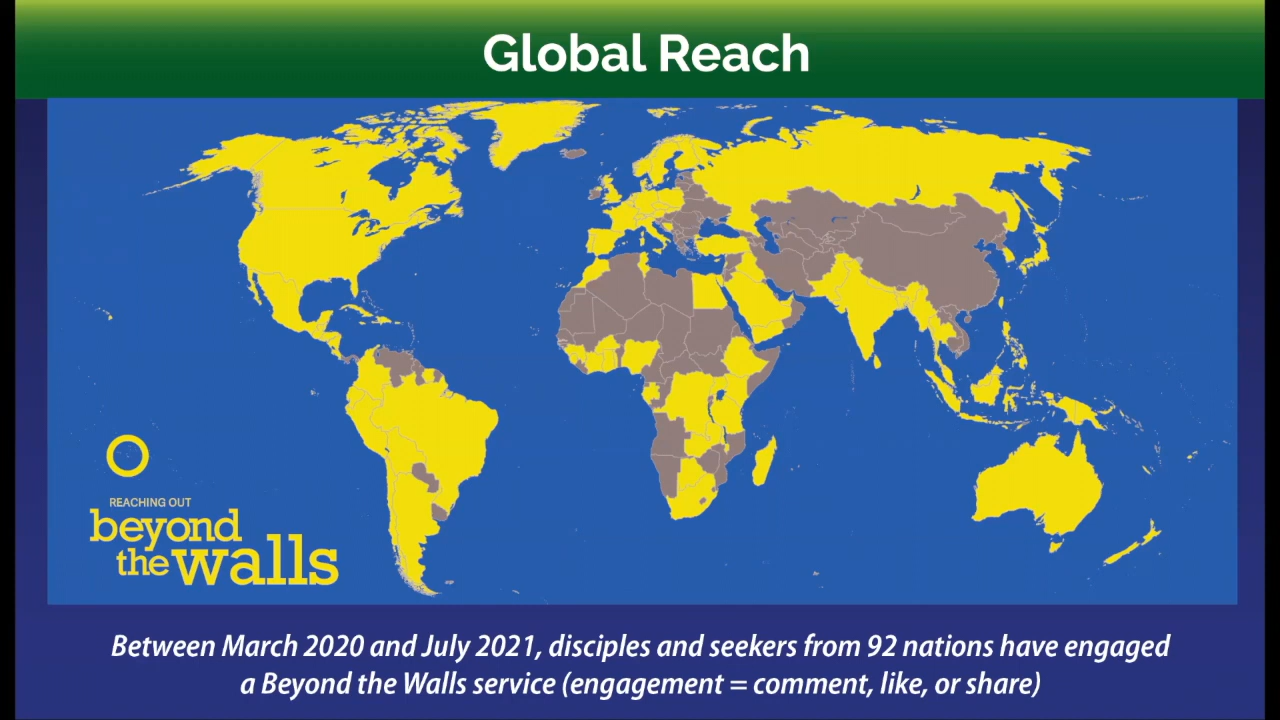 Global Reach
REACHING OUT
beyond
the walls
Between March 2020 and July 2021, disciples and seekers from 92 nations have engaged
a Beyond the Walls service (engagement = comment, like, or share)